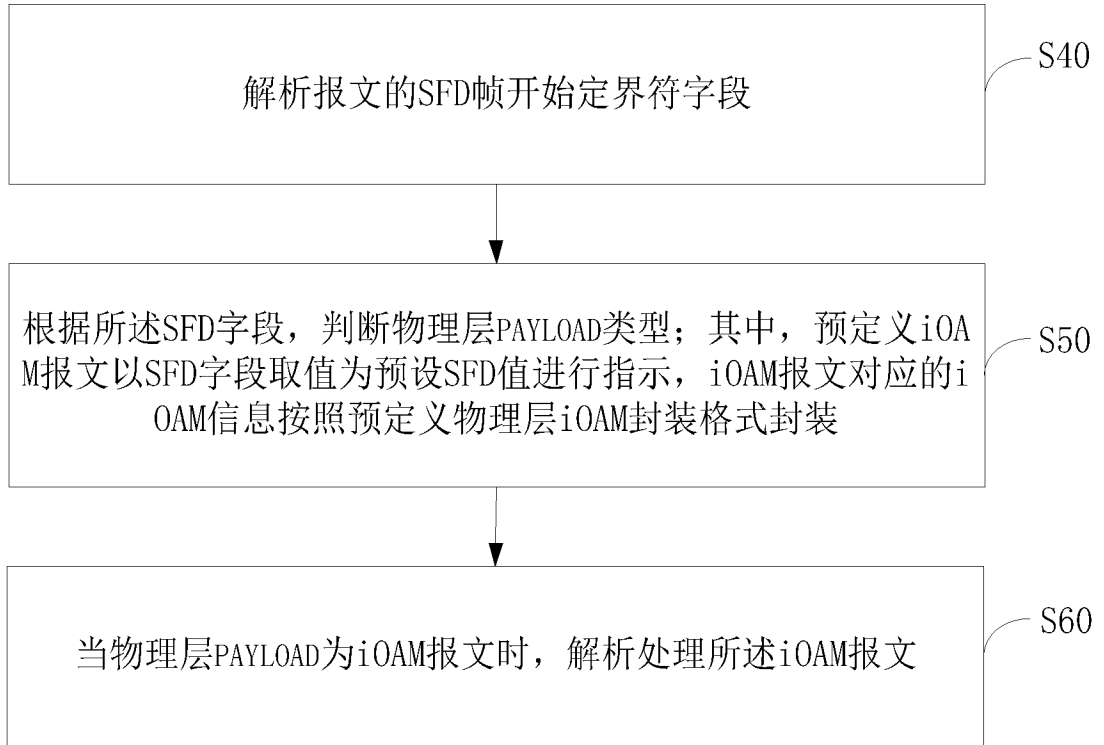 解析报文的SFD帧开始定界符字段
S40
根据所述SFD字段，判断物理层PAYLOAD类型；其中，预定义iOA
M报文以SFD字段取值为预设SFD值进行指示，iOAM报文对应的i
OAM信息按照预定义物理层iOAM封装格式封装
S50
当物理层PAYLOAD为iOAM报文时，解析处理所述iOAM报文
S60